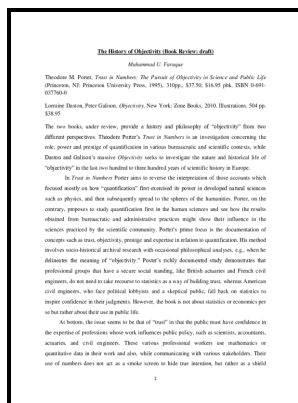 The History of Objectivity (Book Review: draft)
Muhammad U. Faruque
Theodore M. Porter, Trust in Numbers: The Pursuit of Objectivity in Science and Public Life
(Princeton, NJ: Princeton University Press, 1995), 310pp., $37.50, $16.95 pbk. ISBN 0-691-
037760-0
Lorraine Daston, Peter Galison, Objectivity. New York: Zone Books, 2010. Illustrations. 504 pp.
$38.95
The two books, under review, provide a history and philosophy of “objectivity” from two
different perspectives. Theodore Porter’s Trust in Numbers is an investigation concerning the
role, power and prestige of quantification in various bureaucratic and scientific contexts, while
Daston and Galison’s massive Objectivity seeks to investigate the nature and historical life of
“objectivity” in the last two hundred to three hundred years of scientific history in Europe.
In Trust in Numbers Porter aims to reverse the interpretation of those accounts which
focused mostly on how “quantification” first exercised its power in developed natural sciences
such as physics, and then subsequently spread to the spheres of the humanities. Porter, on the
contrary, proposes to study quantification first in the human sciences and see how the results
obtained from bureaucratic and administrative practices might show their influence in the
sciences practiced by the scientific community. Porter’s prime focus is the documentation of
concepts such as trust, objectivity, prestige and expertise in relation to quantification. His method
involves socio-historical archival research with occasional philosophical analyses, e.g., when he
delineates the meaning of “objectivity.” Porter’s richly documented study demonstrates that
professional groups that have a secure social standing, like British actuaries and French civil
engineers, do not need to take recourse to statistics as a way of building trust, whereas American
civil engineers, who face political lobbyists and a skeptical public, fall back on statistics to
inspire confidence in their judgments. However, the book is not about statistics or economics per
se but rather about their use in public life.
At bottom, the issue seems to be that of “trust” in that the public must have confidence in
the expertise of professions whose work influences public policy, such as scientists, accountants,
actuaries, and civil engineers. These various professional workers use mathematics or
quantitative data in their work and also, while communicating with various stakeholders. Their
use of numbers does not act as a smoke screen to hide true intention, but rather as a shield
1